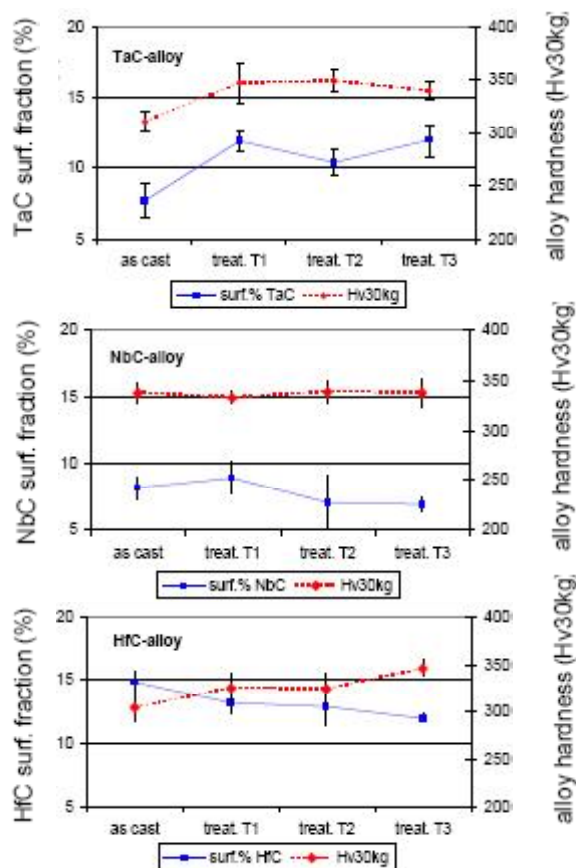 TaC-alloy
TaC surf. fraction (%)
alloy hardness (Hv30kg)
20
15
10
5
400
350
300
250
200
as cast treat. T1 treat. T2 treat. T3
surf.% TaC Hv30kg
NbC-alloy
NbC surf. fraction (%)
alloy hardness (Hv30kg)
20
15
10
5
400
350
300
250
200
as cast treat. T1 treat. T2 treat. T3
surf.% NbC Hv30kg
HfC-alloy
HfC surf. fraction (%)
alloy hardness (Hv30kg)
20
15
10
5
400
350
300
250
200
as cast treat. T1 treat. T2 treat. T3
surf.% HfC Hv30kg